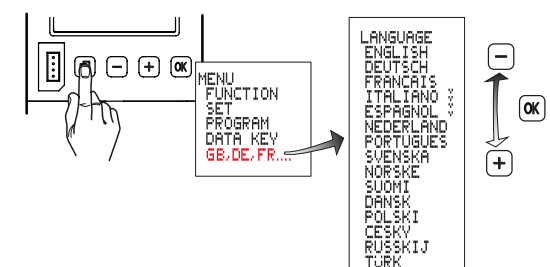 OK
MENU
FUNCTION
SET
PROGRAM
DATA KEY
GB,DE,FR....
LANGUAGE
ENGLISH
DEUTSCH
FRANCAIS
ITALIANO
ESPAGNOL
NEDERLAND
PORTUGUES
SVENSKA
NORSKE
SUOMI
DANSK
POLSKI
CESKY
RUSSKIJ
TURK
OK